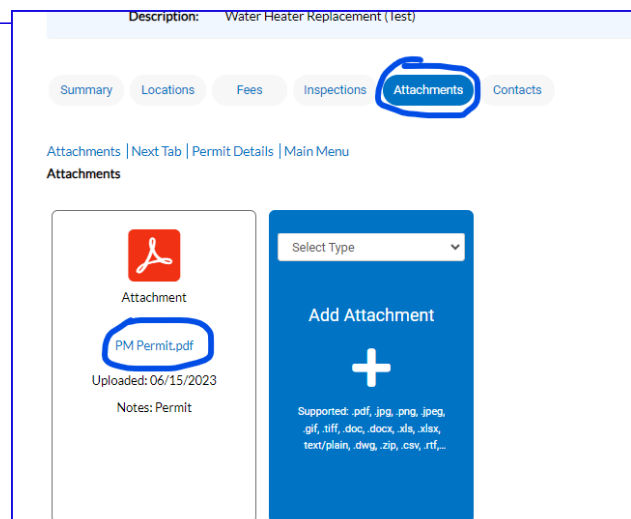 Description: Water Heater Replacement (Test)
Summary Locations Fees Inspections Attachments Contacts
Attachments | Next Tab | Permit Details | Main Menu
Attachments
Attachment
PM Permit.pdf
Uploaded: 06/15/2023
Notes: Permit
Select Type
Add Attachment
Supported: .pdf, .jpg, .png, .jpeg,
.gif, .tiff, .doc, .docx, .xls, .xlsx,
text/plain, .dwg, .zip, .csv, .rtf,...